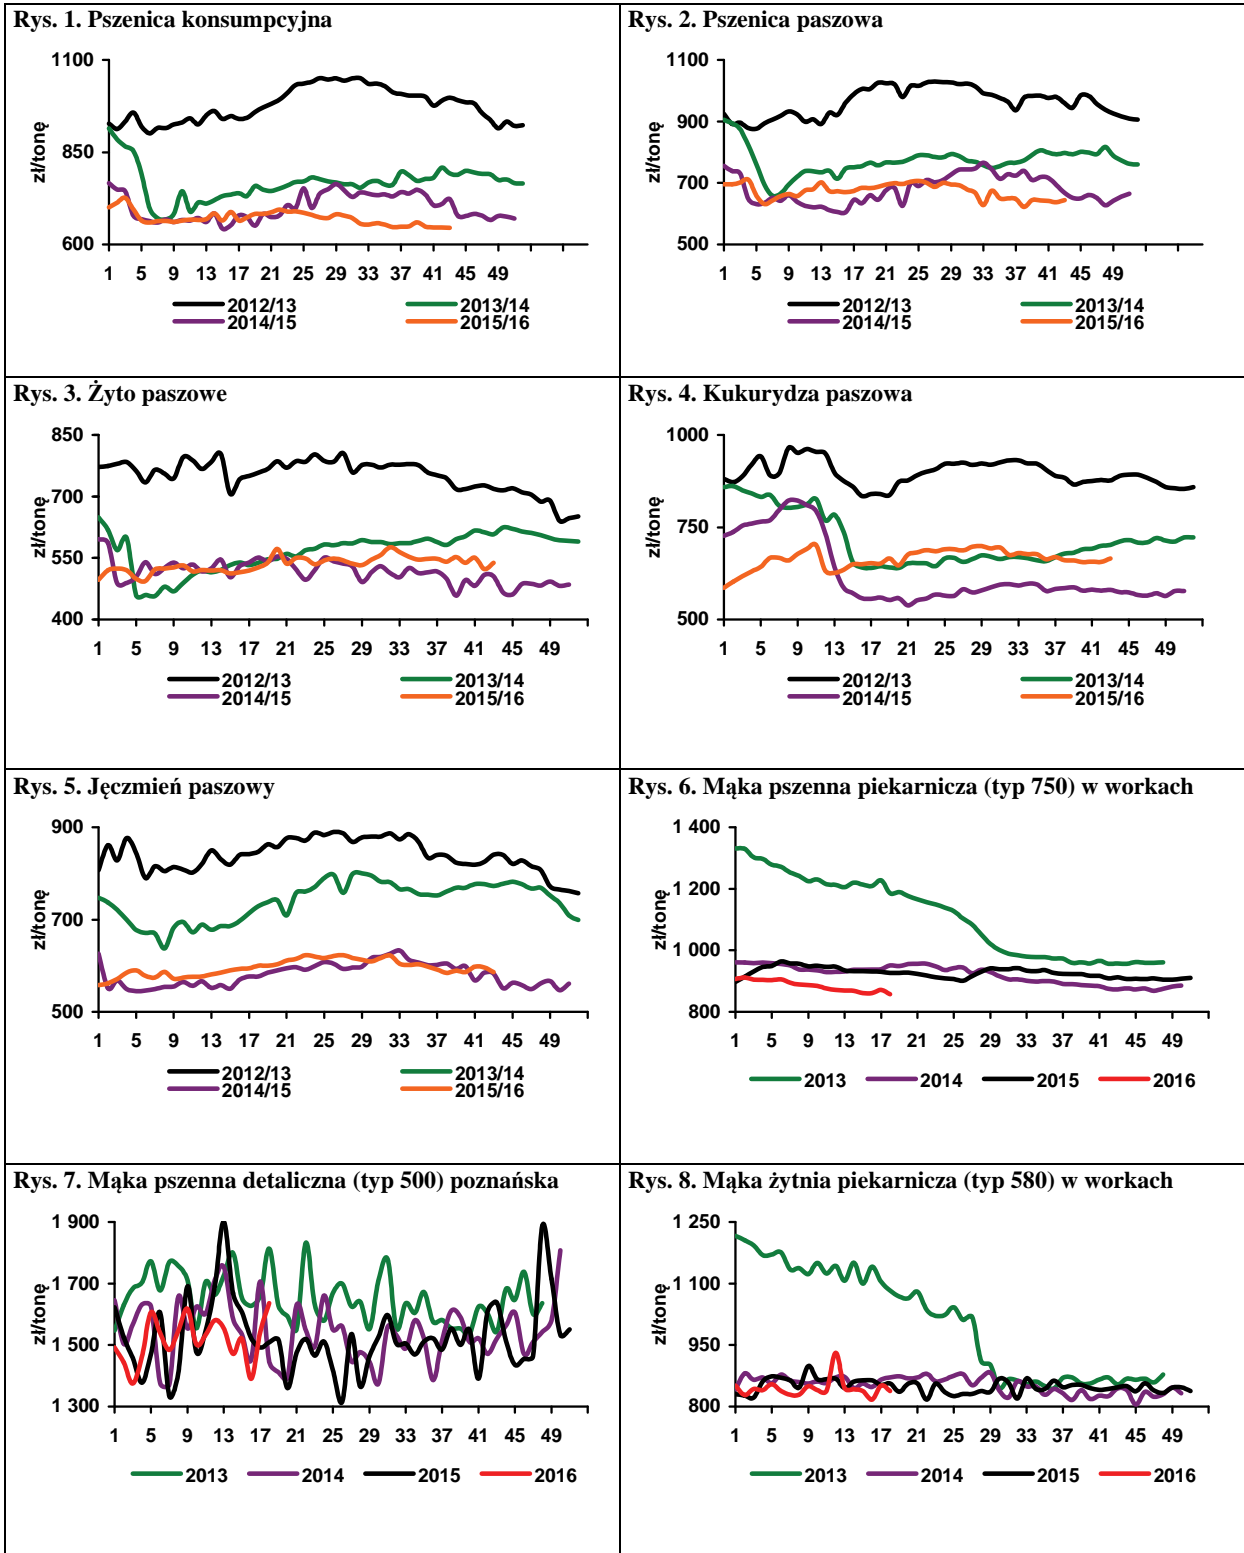 Rys. 1. Pszenica konsumpcyjna
zł/tonę
1100
850
600
1 5 9 13 17 21 25 29 33 37 41 45 49
2012/13 2013/14
2014/15 2015/16
Rys. 2. Pszenica paszowa
zł/tonę
1100
900
700
500
1 5 9 13 17 21 25 29 33 37 41 45 49
2012/13 2013/14
2014/15 2015/16
Rys. 3. Żyto paszowe
zł/tonę
850
700
550
400
1 5 9 13 17 21 25 29 33 37 41 45 49
2012/13 2013/14
2014/15 2015/16
Rys. 4. Kukurydza paszowa
zł/tonę
1000
750
500
1 5 9 13 17 21 25 29 33 37 41 45 49
2012/13 2013/14
2014/15 2015/16
Rys. 5. Jęczmień paszowy
zł/tonę
900
700
500
1 5 9 13 17 21 25 29 33 37 41 45 49
2012/13 2013/14
2014/15 2015/16
Rys. 6. Mąka pszenna piekarnicza (typ 750) w workach
zł/tonę
1 400
1 200
1 000
800
1 5 9 13 17 21 25 29 33 37 41 45 49
2013 2014 2015 2016
Rys. 7. Mąka pszenna detaliczna (typ 500) poznańska
zł/tonę
1 900
1 700
1 500
1 300
1 5 9 13 17 21 25 29 33 37 41 45 49
2013 2014 2015 2016
Rys. 8. Mąka żytnia piekarnicza (typ 580) w workach
zł/tonę
1 250
1 100
950
800
1 5 9 13 17 21 25 29 33 37 41 45 49
2013 2014 2015 2016